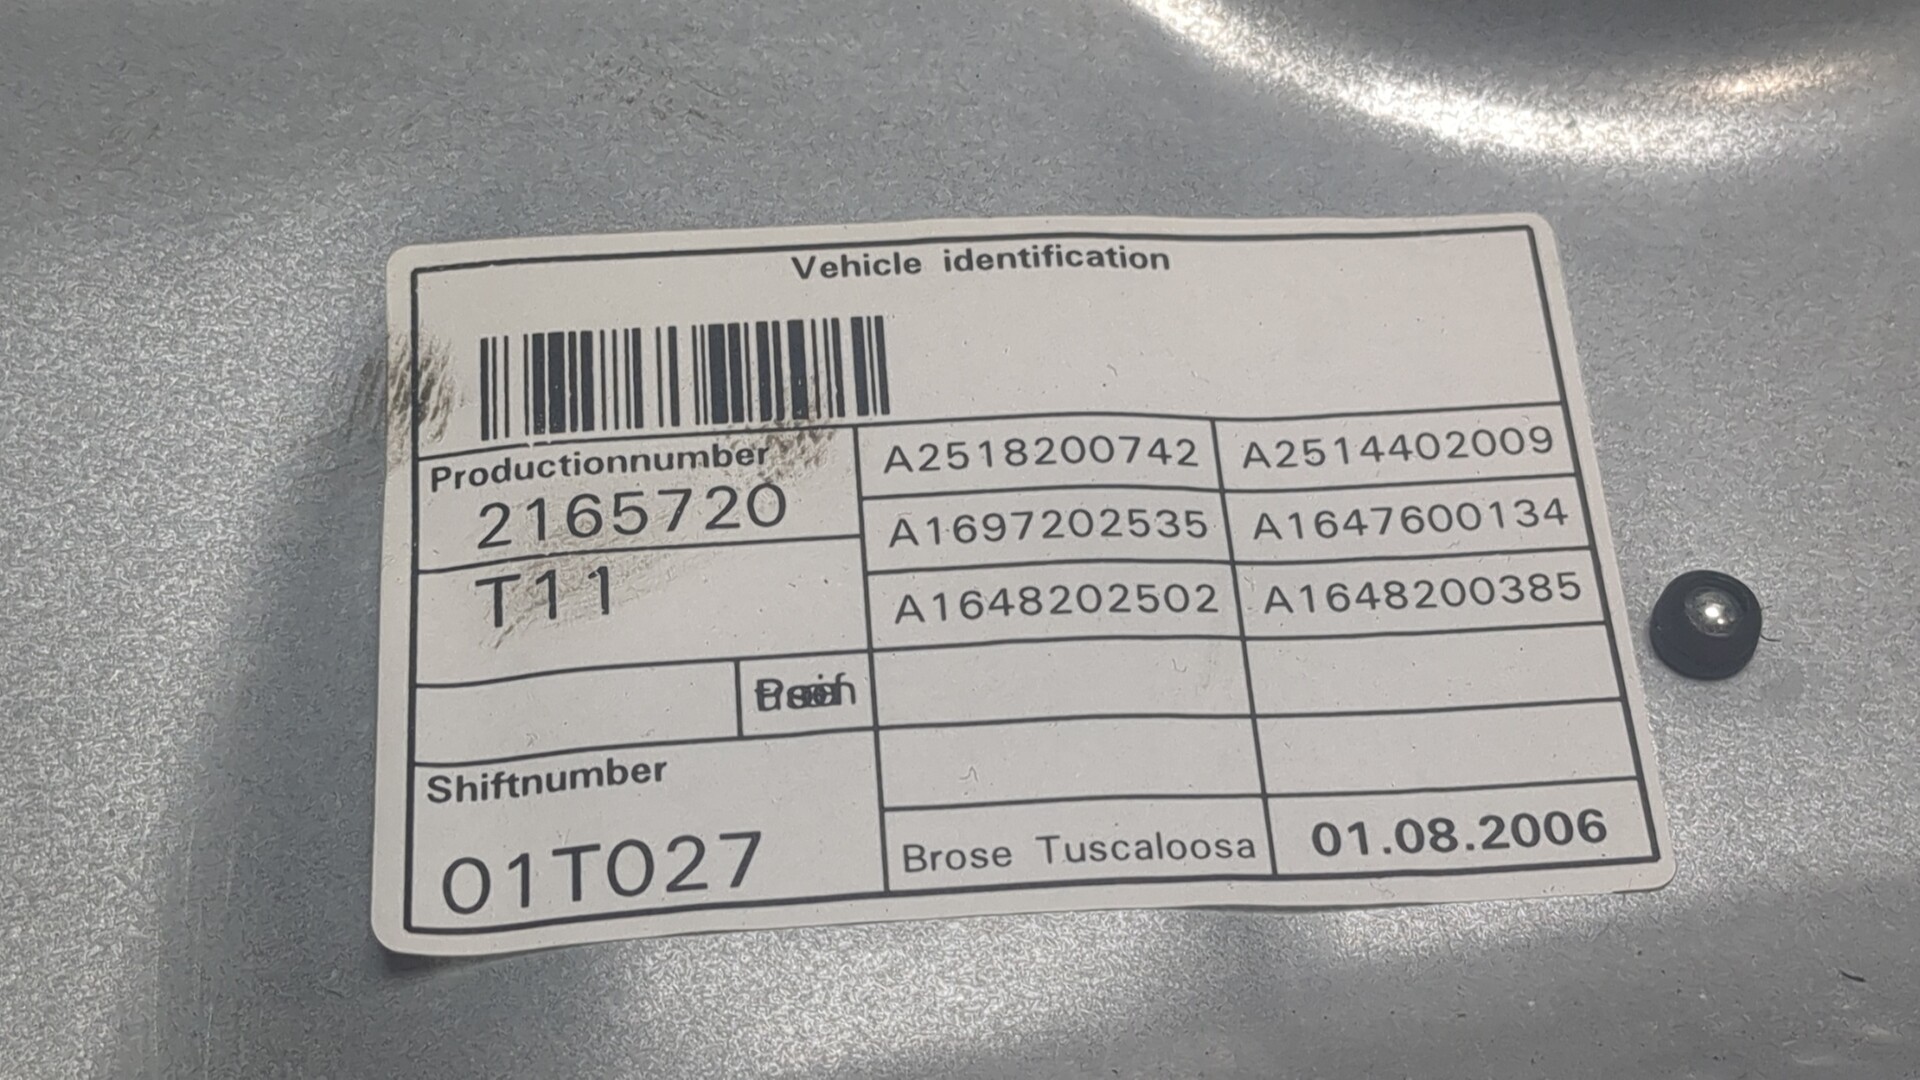 Vehicle identification
Productionnumber
2165720
T11
Shiftnumber
01T027
A2518200742 A2514402009
A1697202535 A1647600134
A1648202502 A1648200385
Brose Tuscaloosa 01.08.2006